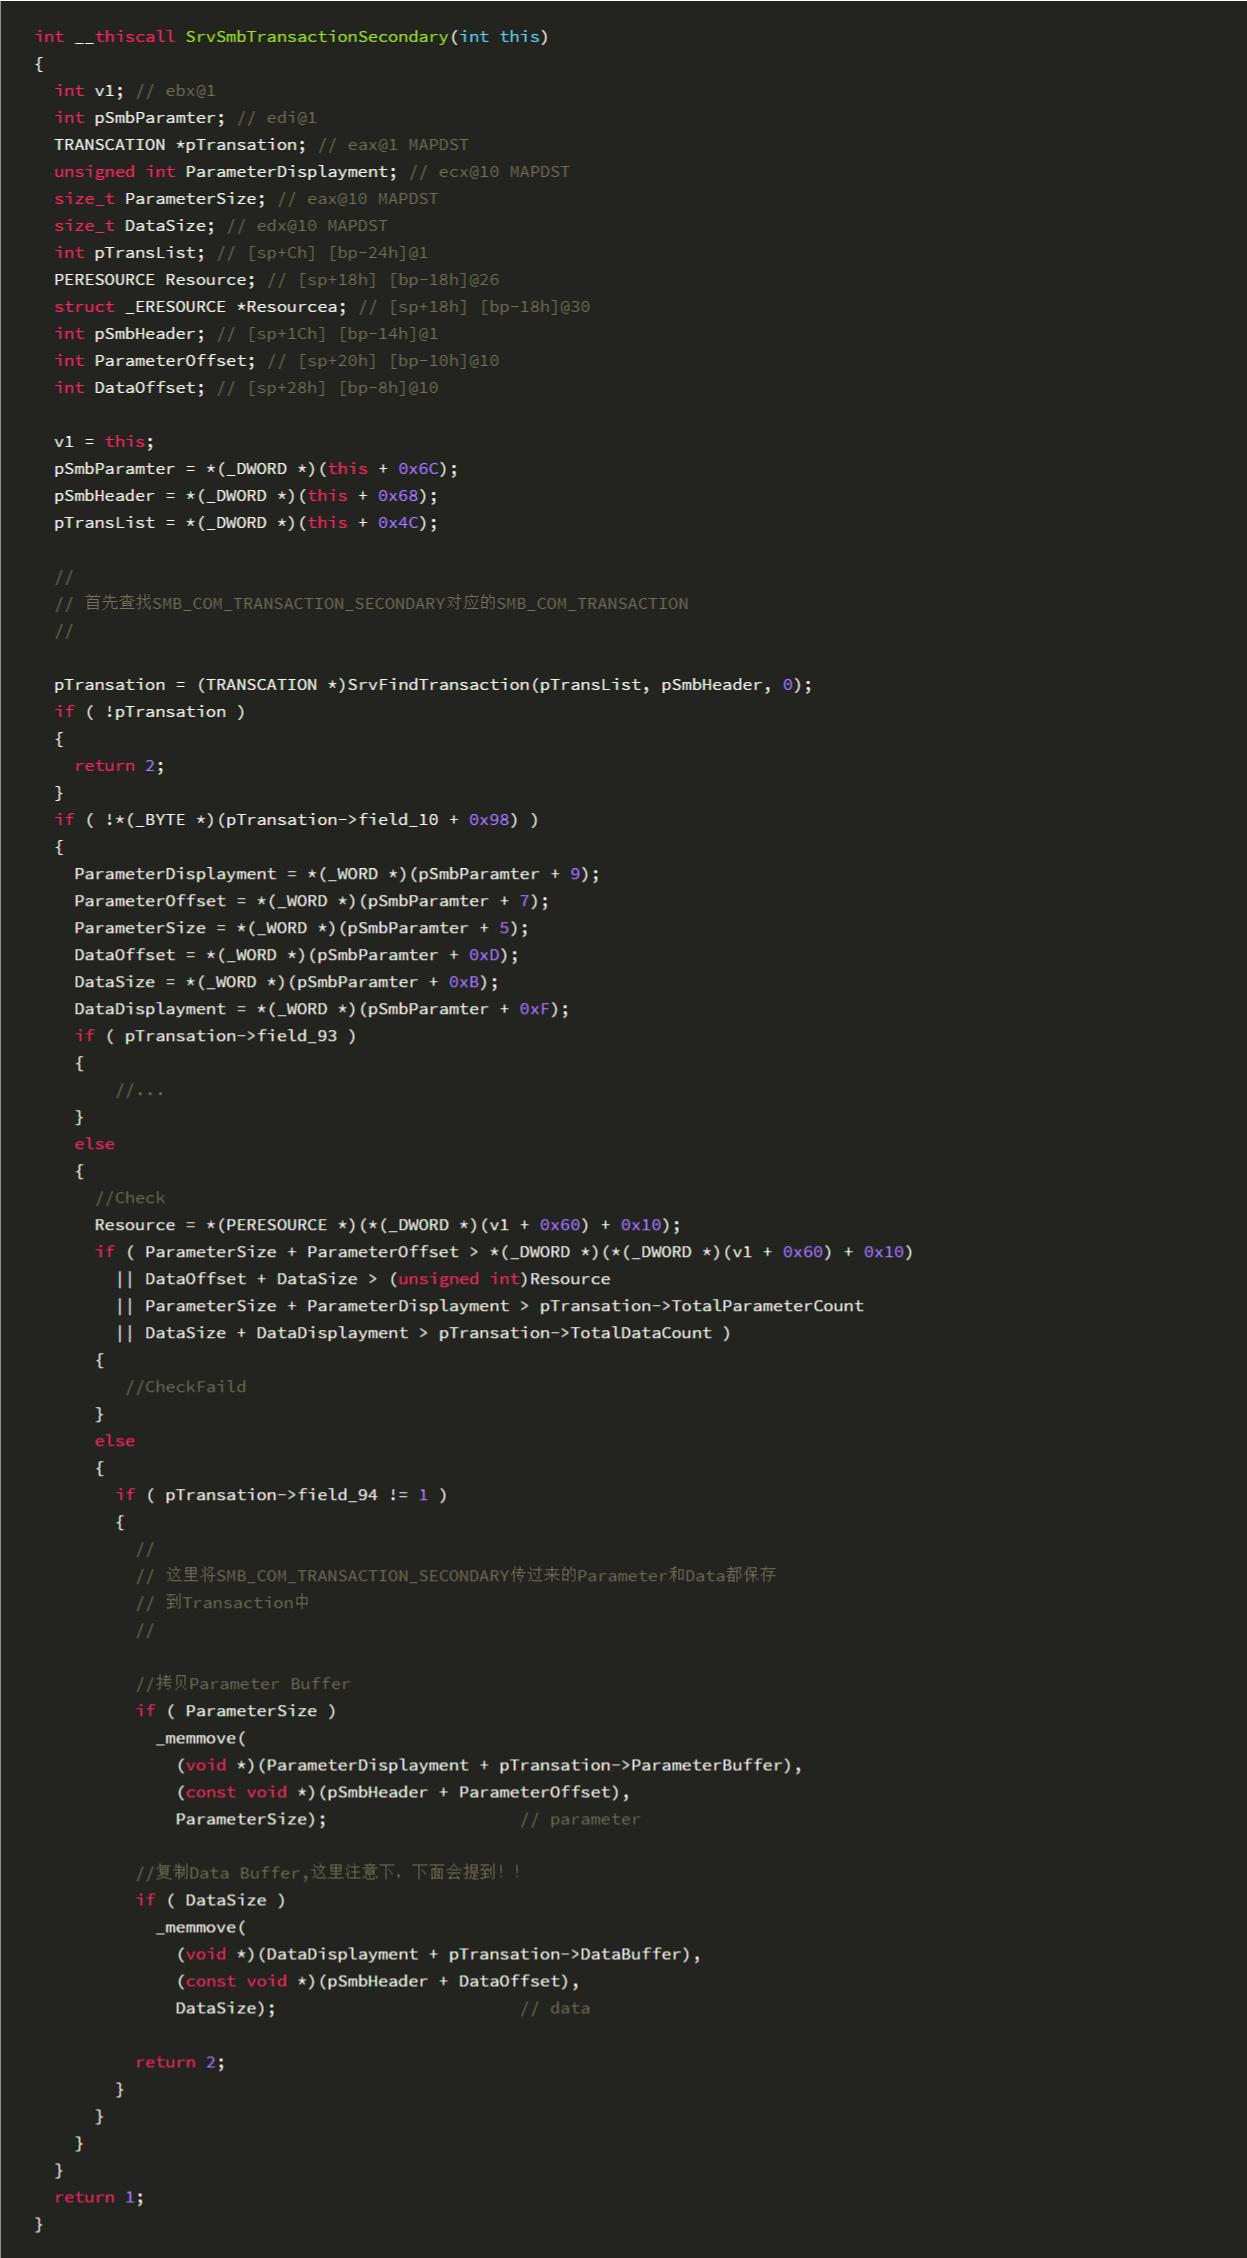 int __thiscall SrvSmbTransactionSecondary(int this)
{
  int v1; // ebx@1
  int pSmbParamter; // edi@1
  TRANSCATION *pTransation; // eax@1 MAPDST
  unsigned int ParameterDisplayment; // ecx@10 MAPDST
  size_t ParameterSize; // eax@10 MAPDST
  size_t DataSize; // edx@10 MAPDST
  int pTransList; // [sp+Ch] [bp-24h]@1
  PERESOURCE Resource; // [sp+18h] [bp-18h]@26
  struct _ERESOURCE *Resourcea; // [sp+18h] [bp-18h]@30
  int pSmbHeader; // [sp+1Ch] [bp-14h]@1
  int ParameterOffset; // [sp+20h] [bp-10h]@10
  int DataOffset; // [sp+28h] [bp-8h]@10

  v1 = this;
  pSmbParamter = *(_DWORD *)(this + 0x6C);
  pSmbHeader = *(_DWORD *)(this + 0x68);
  pTransList = *(_DWORD *)(this + 0x4C);

  //
  // 首先查找SMB_COM_TRANSACTION_SECONDARY对应的SMB_COM_TRANSACTION
  //

  pTransation = (TRANSCATION *)SrvFindTransaction(pTransList, pSmbHeader, 0);
  if ( !pTransation )
  {
    return 2;
  }
  if ( !*(_BYTE *)(pTransation->field_10 + 0x98) )
  {
    ParameterDisplayment = *(_WORD *)(pSmbParamter + 9);
    ParameterOffset = *(_WORD *)(pSmbParamter + 7);
    ParameterSize = *(_WORD *)(pSmbParamter + 5);
    DataOffset = *(_WORD *)(pSmbParamter + 0xD);
    DataSize = *(_WORD *)(pSmbParamter + 0xB);
    DataDisplayment = *(_WORD *)(pSmbParamter + 0xF);
    if ( pTransation->field_93 )
    {
        //...
    }
    else
    {
      //Check
      Resource = *(PERESOURCE *)(*(_DWORD *)(v1 + 0x60) + 0x10);
      if ( ParameterSize + ParameterOffset > *(_DWORD *)(*(_DWORD *)(v1 + 0x60) + 0x10)
        || DataOffset + DataSize > (unsigned int)Resource
        || ParameterSize + ParameterDisplayment > pTransation->TotalParameterCount
        || DataSize + DataDisplayment > pTransation->TotalDataCount )
      {
         //CheckFaild
      }
      else
      {
        if ( pTransation->field_94 != 1 )
        {
          //
          // 这里将SMB_COM_TRANSACTION_SECONDARY传过来的Parameter和Data都保存
          // 到Transaction中
          //

          //拷贝Parameter Buffer
          if ( ParameterSize )
            _memmove(
              (void *)(ParameterDisplayment + pTransation->ParameterBuffer),
              (const void *)(pSmbHeader + ParameterOffset),
              ParameterSize);                   // parameter

          //复制Data Buffer,这里注意下，下面会提到！！
          if ( DataSize )
            _memmove(
              (void *)(DataDisplayment + pTransation->DataBuffer),
              (const void *)(pSmbHeader + DataOffset),
              DataSize);                        // data

          return 2;
        }
      }
    }
  }
  return 1;
}